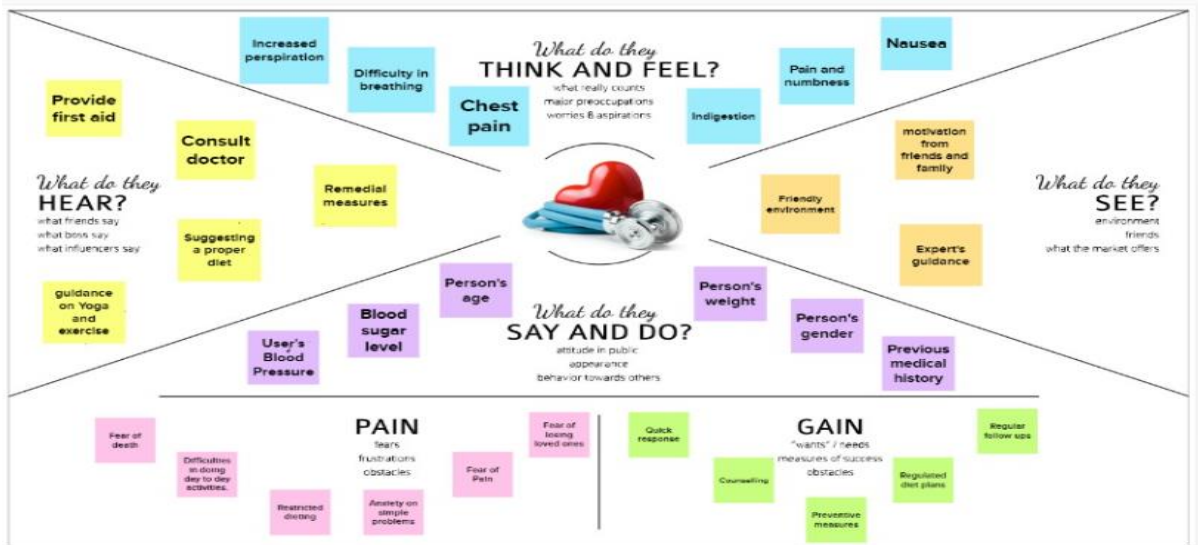 What do they
THINK AND FEEL?
what really counts
major preoccupations
worries & aspirations
Increased
perspiration
Difficulty in
breathing
Chest
pain
Indigestion
Pain and
numbness
Nausea
What do they
HEAR?
what friends say
what boss say
what influencers say
Provide
first aid
Consult
doctor
Remedial
measures
Suggesting
a proper
diet
guidance
on Yoga
and
exercise
What do they
SEE?
environment
friends
what the market offers
motivation
from
friends and
family
Friendly
environment
Expert's
guidance
What do they
SAY AND DO?
attitude in public
appearance
behavior towards others
Person's
age
Blood
sugar
level
User's
Blood
Pressure
Person's
weight
Person's
gender
Previous
medical
history
PAIN
fears
frustrations
obstacles
Fear of
death
Difficulties
in doing
day to day
activities.
Restricted
dieting
Anxiety on
simple
problems
Fear of
Pain
Fear of
losing
loved ones
GAIN
"wants" / needs
measures of success
obstacles
Quick
response
Counselling
Preventive
measures
Regulated
diet plans
Regular
follow ups